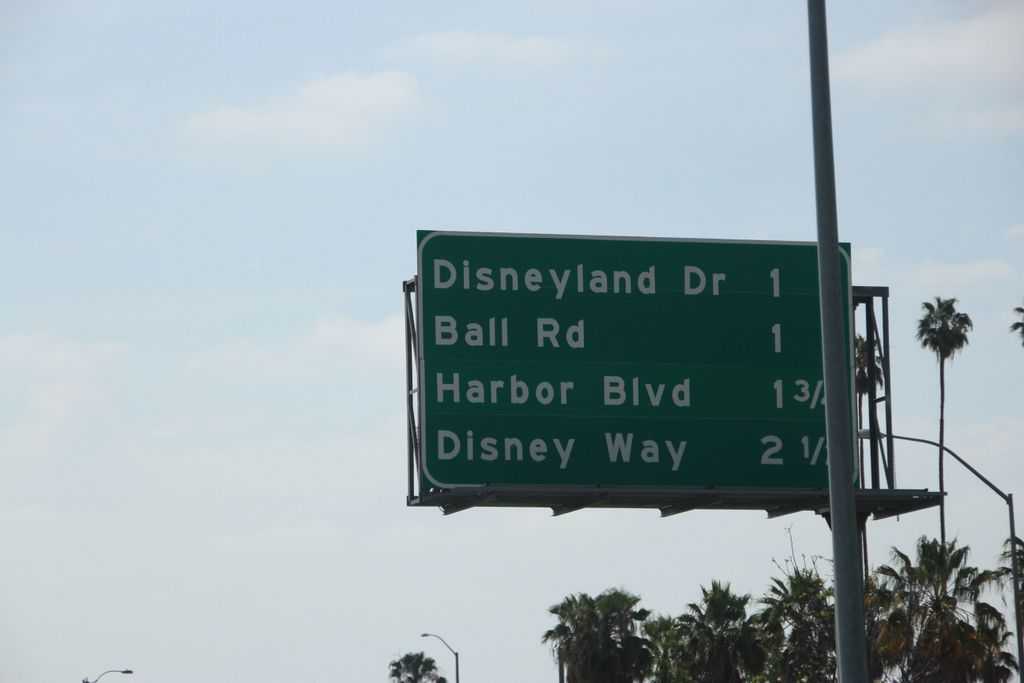 Disneyland Dr 1
Ball Rd 1
Harbor Blvd 1 3/
Disney Way 2 1/